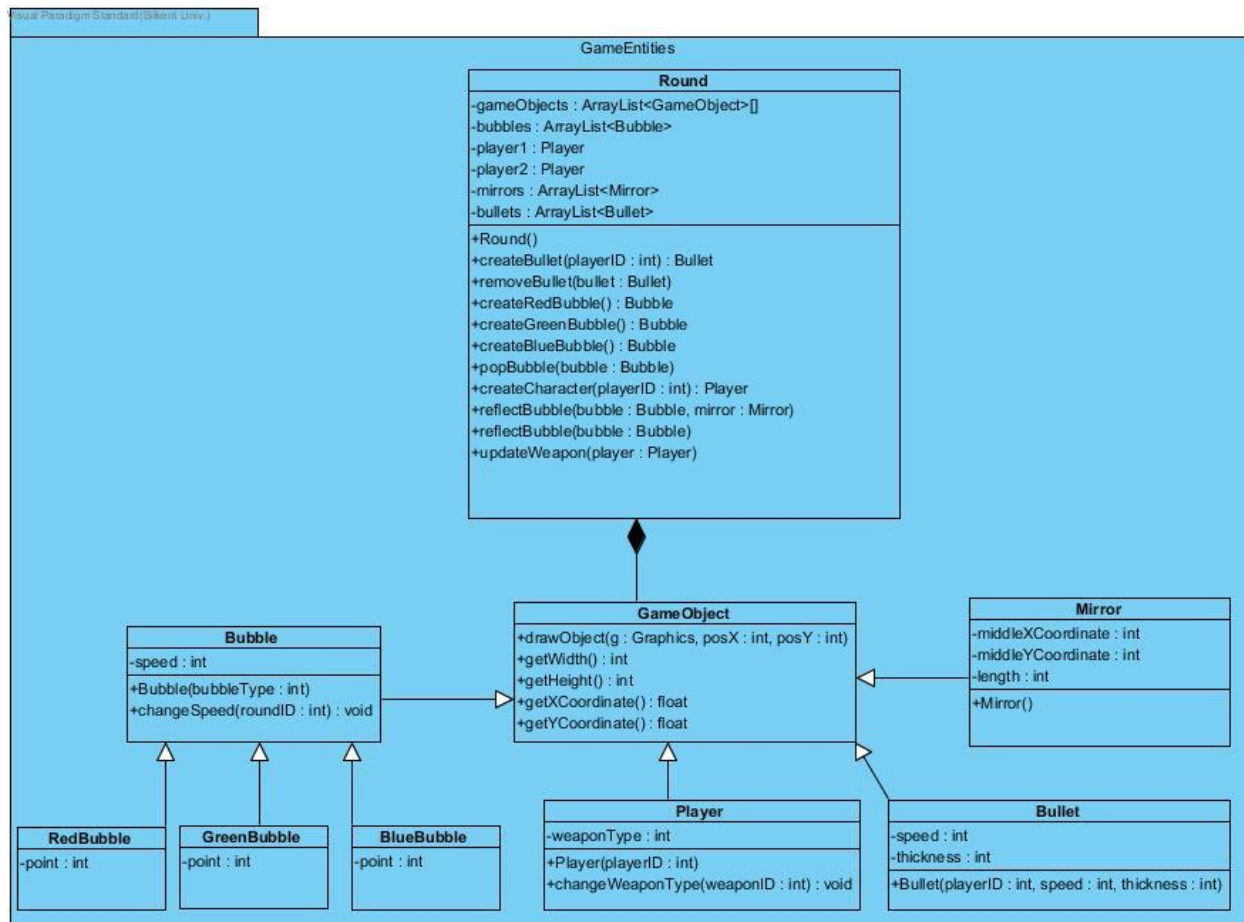 Visual Paradigm Standard(Bilkent Univ.)
GameEntities
Round
-gameObjects : ArrayList<GameObject>[]
-bubbles : ArrayList<Bubble>
-player1 : Player
-player2 : Player
-mirrors : ArrayList<Mirror>
-bullets : ArrayList<Bullet>
+Round()
+createBullet(playerID : int) : Bullet
+removeBullet(bullet : Bullet)
+createRedBubble() : Bubble
+createGreenBubble() : Bubble
+createBlueBubble() : Bubble
+popBubble(bubble : Bubble)
+createCharacter(playerID : int) : Player
+reflectBubble(bubble : Bubble, mirror : Mirror)
+reflectBubble(bubble : Bubble)
+updateWeapon(player : Player)
Bubble
-speed : int
+Bubble(bubbleType : int)
+changeSpeed(roundID : int) : void
GameObject
+drawObject(g : Graphics, posX : int, posY : int)
+getWidth() : int
+getHeight() : int
+getXCoordinate() : float
+getYCoordinate() : float
Mirror
-middleXCoordinate : int
-middleYCoordinate : int
-length : int
+Mirror()
RedBubble
-point : int
GreenBubble
-point : int
BlueBubble
-point : int
Player
-weaponType : int
+Player(playerID : int)
+changeWeaponType(weaponID : int) : void
Bullet
-speed : int
-thickness : int
+Bullet(playerID : int, speed : int, thickness : int)